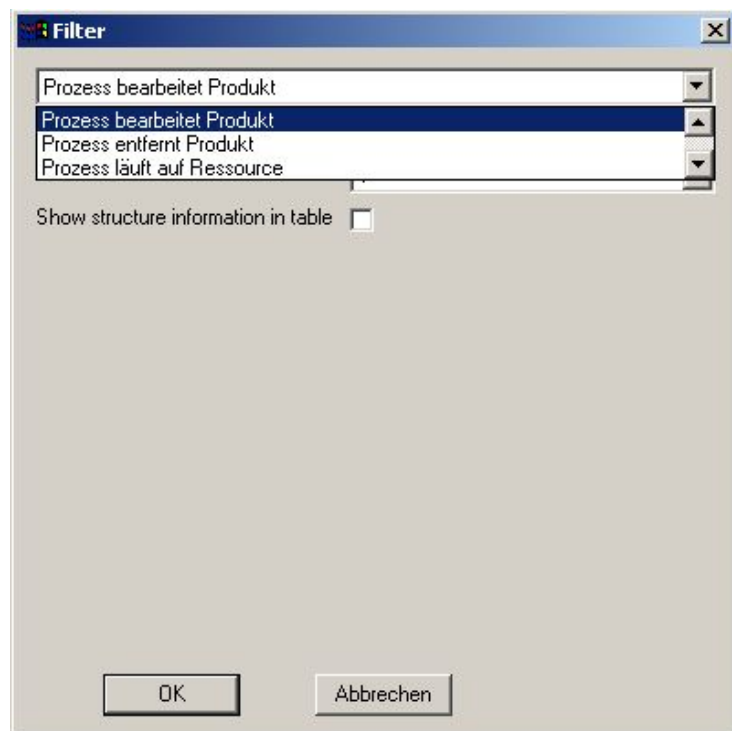 Filter
Prozess bearbeitet Produkt
Prozess bearbeitet Produkt
Prozess entfernt Produkt
Prozess läuft auf Ressource
Show structure information in table
OK
Abbrechen